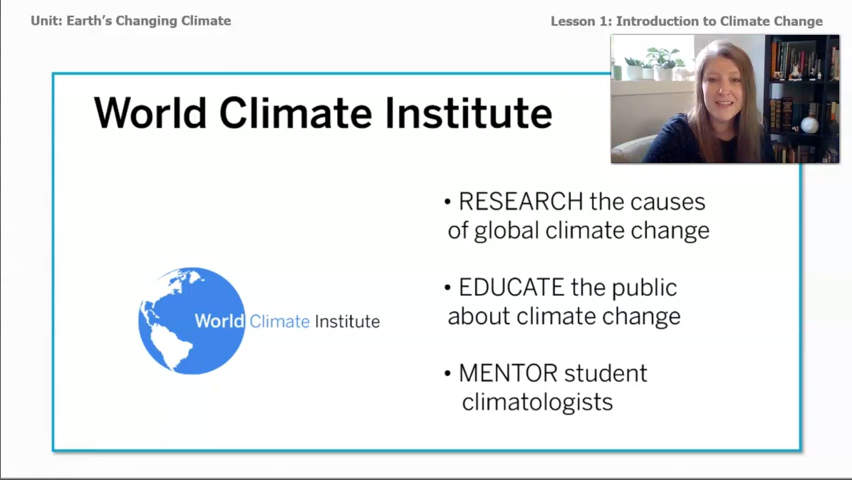 Unit: Earth's Changing Climate
Lesson 1: Introduction to Climate Change
World Climate Institute
• RESEARCH the causes
of global climate change
• EDUCATE the public
about climate change
• MENTOR student
climatologists
World Climate Institute